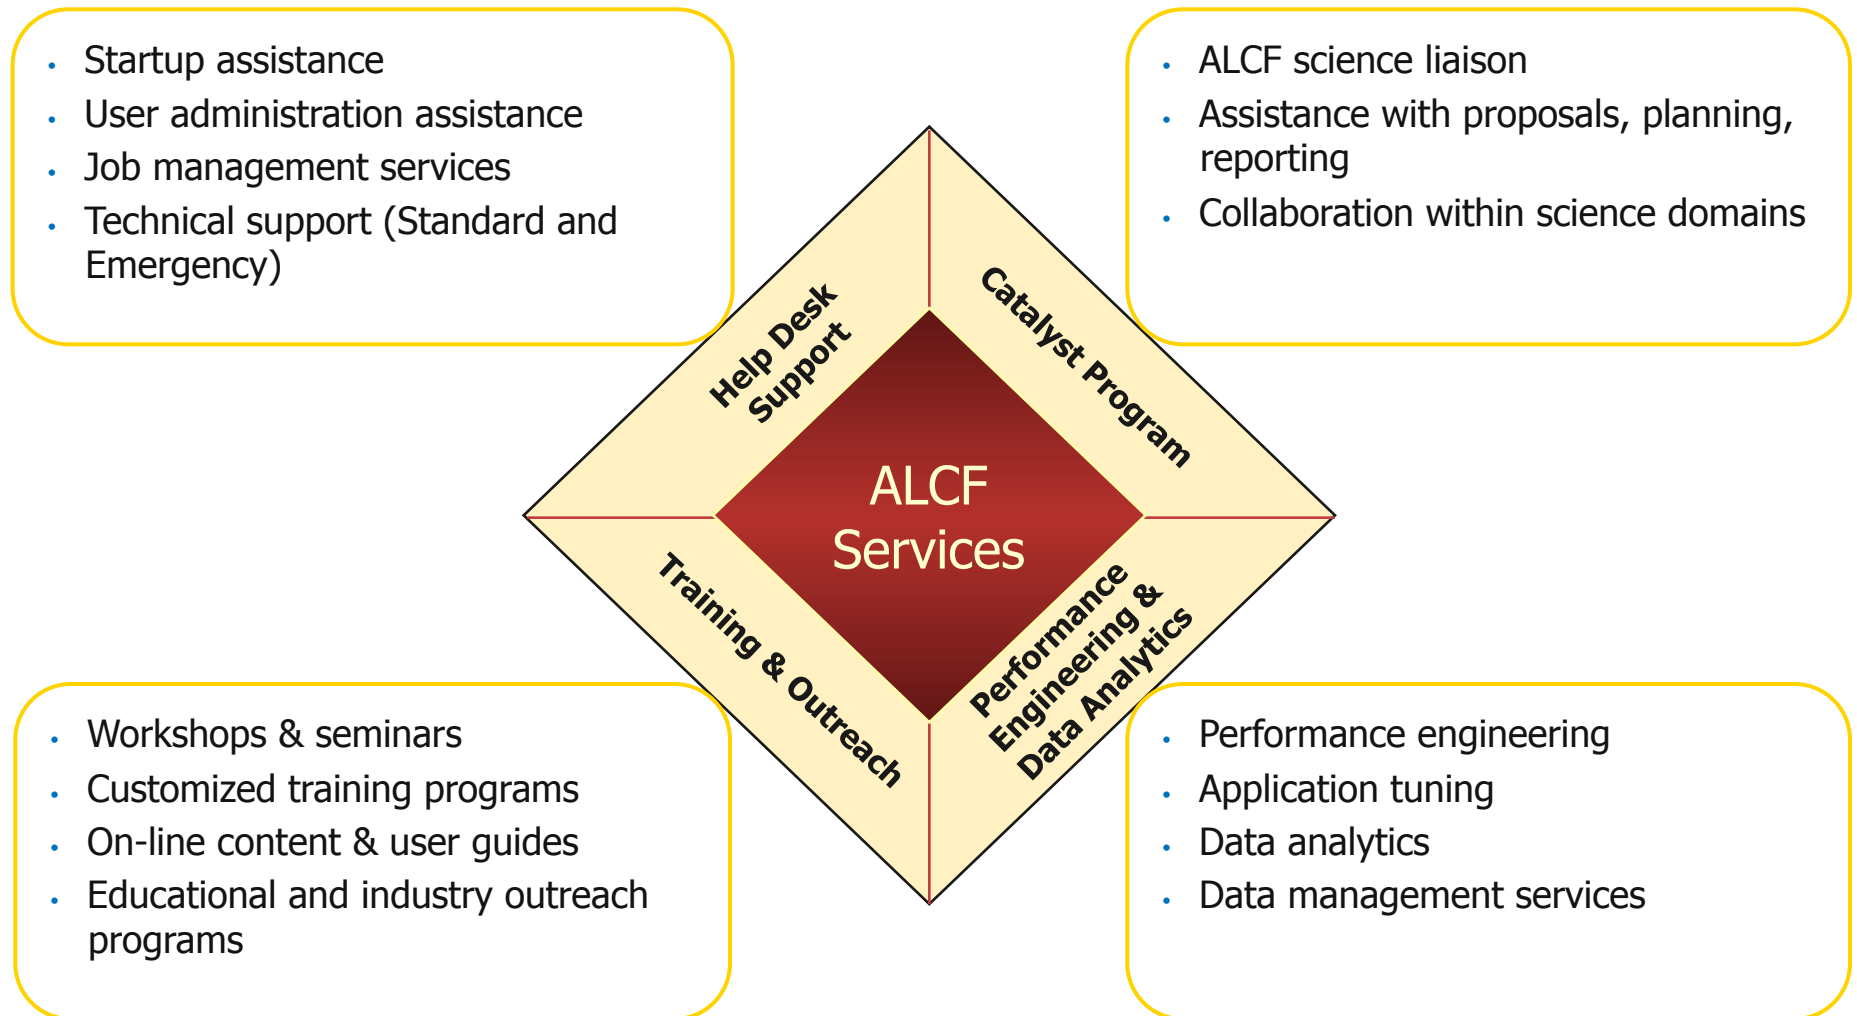 • Startup assistance
• User administration assistance
• Job management services
• Technical support (Standard and
Emergency)
• ALCF science liaison
• Assistance with proposals, planning,
reporting
• Collaboration within science domains
Help Desk
Support
Catalyst Program
ALCF
Services
Training & Outreach
Performance
Engineering &
Data Analytics
• Workshops & seminars
• Customized training programs
• On-line content & user guides
• Educational and industry outreach
programs
• Performance engineering
• Application tuning
• Data analytics
• Data management services